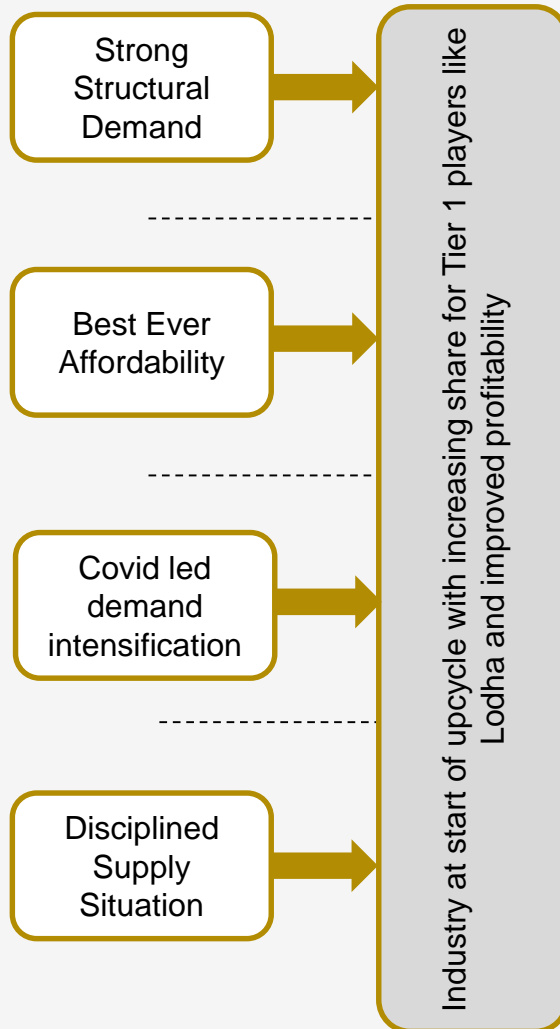 Strong
Structural
Demand
Best Ever
Affordability
Covid led
demand
intensification
Disciplined
Supply
Situation
Industry at start of upcycle with increasing share for Tier 1 players like
Lodha and improved profitability